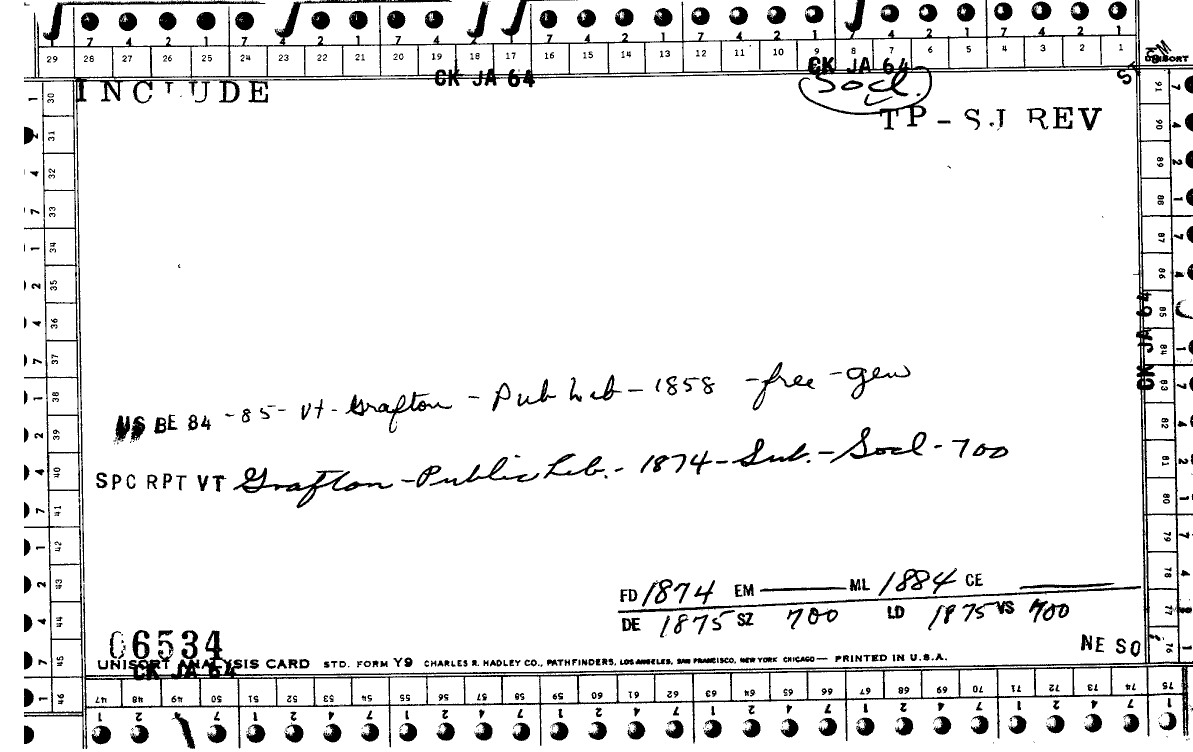 7 4 2 1 7 4 2 1 7 4 2 1 7 4 2 1 7 4 2 1 7 4 2 1
29 28 27 26 25 24 23 22 21 20 19 18 17 16 15 14 13 12 11 10 9 8 7 6 5 4 3 2 1
UNISORT
CK JA 64
CK JA 64
INCLUDE
Socl.
TP-SJ REV
30 31 32 33 34 35 36 37 38 39 40 41 42 43 44 45 46
91 90 89 88 87 86 85 84 83 82 81 80 79 78 77 76 75
CK JA 64
US BE 84 - 85 - Vt - Grafton - Pub Lib - 1858 - free - gen
SPC RPT VT Grafton - Public Lib. - 1874 - Sub. - Socl - 700
FD 1874 EM ML 1884 CE
DE 1875 SZ 700 LD 1875 VS 700
06534
NE SO
UNISORT ANALYSIS CARD STD. FORM Y9 CHARLES R. HADLEY CO., PATHFINDERS, LOS ANGELES, SAN FRANCISCO, NEW YORK CHICAGO — PRINTED IN U.S.A.
CK JA 64
47 48 49 50 51 52 53 54 55 56 57 58 59 60 61 62 63 64 65 66 67 68 69 70 71 72 73 74
1 2 7 1 2 4 7 1 2 4 7 1 2 4 7 1 2 4 7 1 2 4 7 1 2 4 7